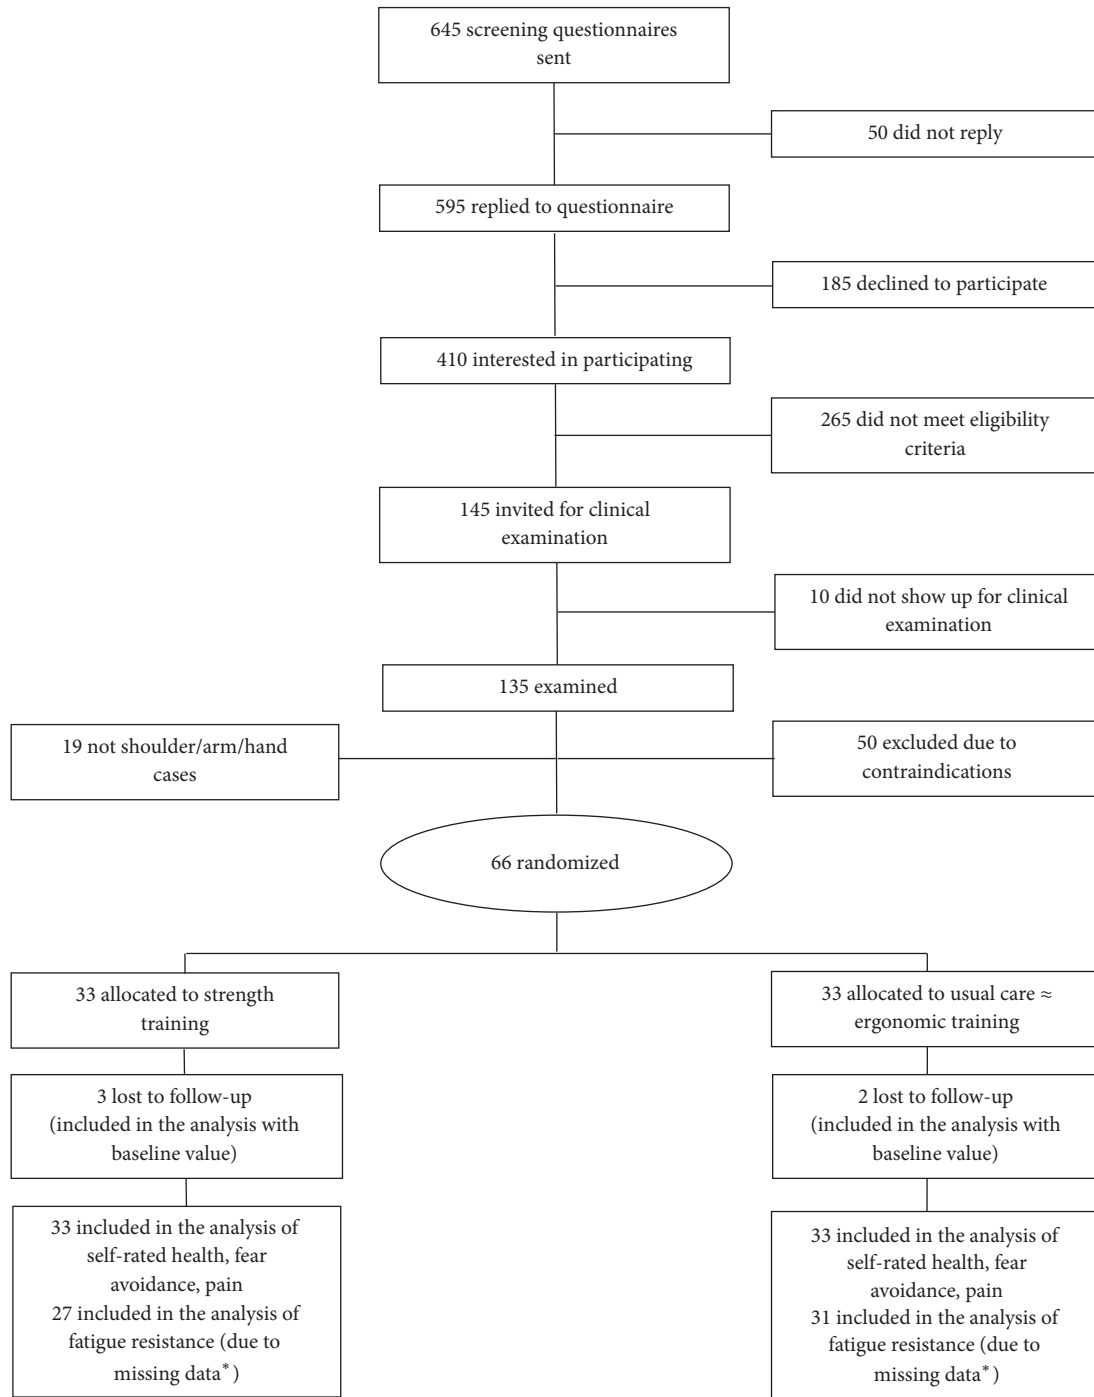 645 screening questionnaires
sent
50 did not reply
595 replied to questionnaire
185 declined to participate
410 interested in participating
265 did not meet eligibility
criteria
145 invited for clinical
examination
10 did not show up for clinical
examination
135 examined
19 not shoulder/arm/hand
cases
50 excluded due to
contraindications
66 randomized
33 allocated to strength
training
33 allocated to usual care ≈
ergonomic training
3 lost to follow-up
(included in the analysis with
baseline value)
2 lost to follow-up
(included in the analysis with
baseline value)
33 included in the analysis of
self-rated health, fear
avoidance, pain
27 included in the analysis of
fatigue resistance (due to
missing data*)
33 included in the analysis of
self-rated health, fear
avoidance, pain
31 included in the analysis of
fatigue resistance (due to
missing data*)